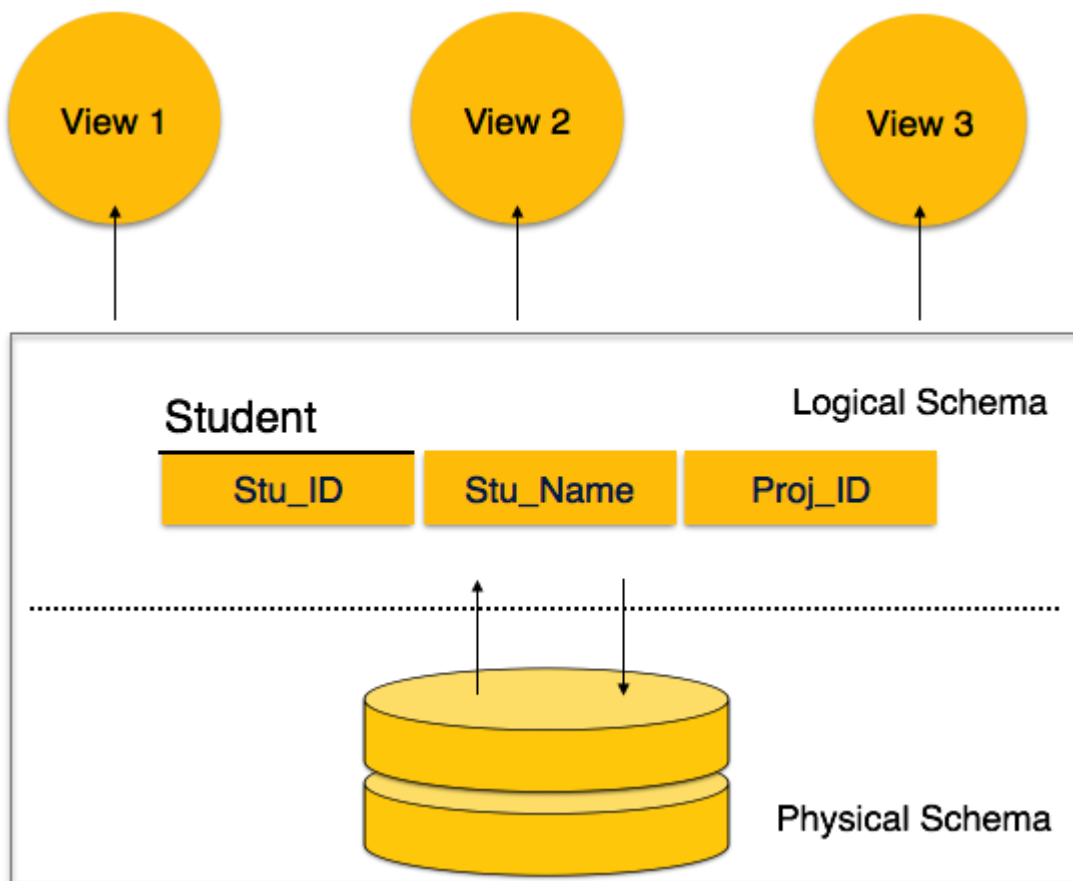 View 1
View 2
View 3
Logical Schema
Student
Stu_ID
Stu_Name
Proj_ID
Physical Schema